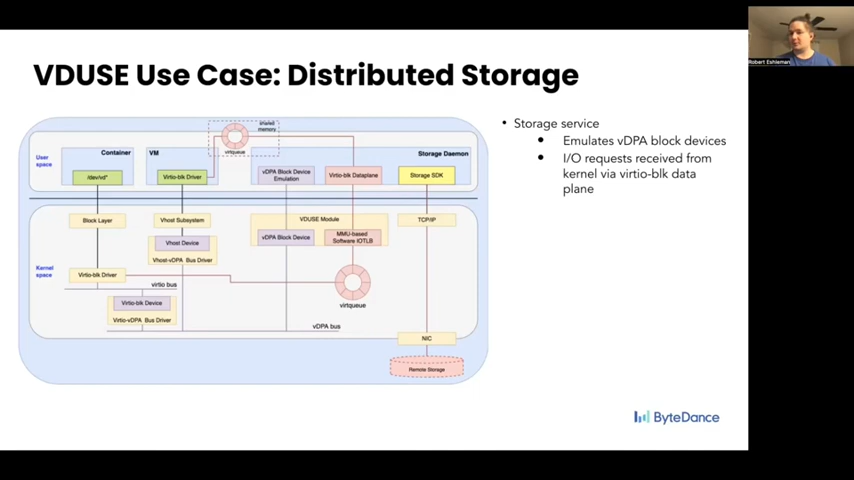 Robert Eshleman
VDUSE Use Case: Distributed Storage
shared
memory
virtqueue
User
space
Container
/dev/vd*
VM
Virtio-blk Driver
Storage Daemon
vDPA Block Device
Emulation
Virtio-blk Dataplane
Storage SDK
Kernel
space
Block Layer
Vhost Subsystem
VDUSE Module
TCP/IP
Vhost Device
Vhost-vDPA Bus Driver
vDPA Block Device
MMU-based
Software IOTLB
Virtio-blk Driver
virtio bus
virtqueue
Virtio-blk Device
Virtio-vDPA Bus Driver
vDPA bus
NIC
Remote Storage
• Storage service
• Emulates vDPA block devices
• I/O requests received from
kernel via virtio-blk data
plane
ByteDance